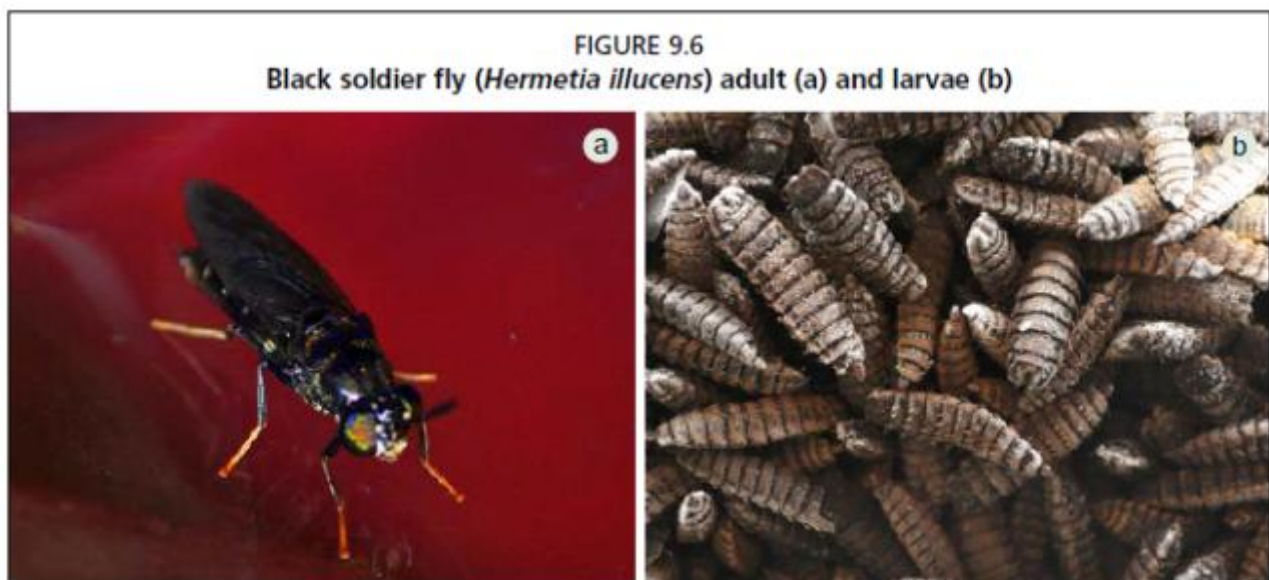 FIGURE 9.6
Black soldier fly (Hermetia illucens) adult (a) and larvae (b)
a
b